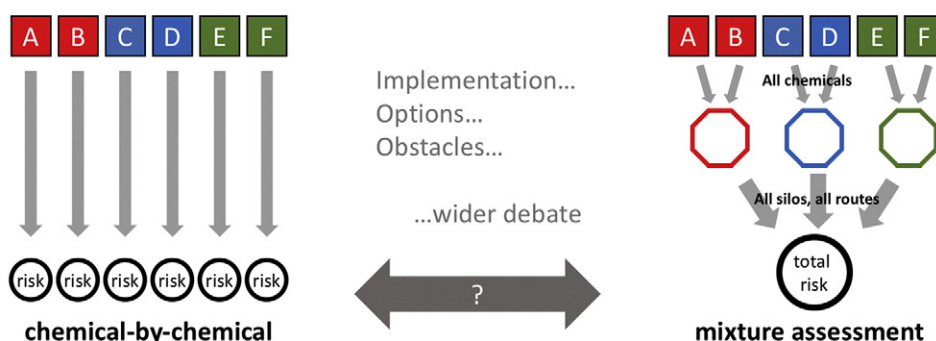 A B C D E F
risk risk risk risk risk risk
chemical-by-chemical
Implementation...
Options...
Obstacles...
...wider debate
?
A B C D E F
All chemicals
All silos, all routes
total
risk
mixture assessment